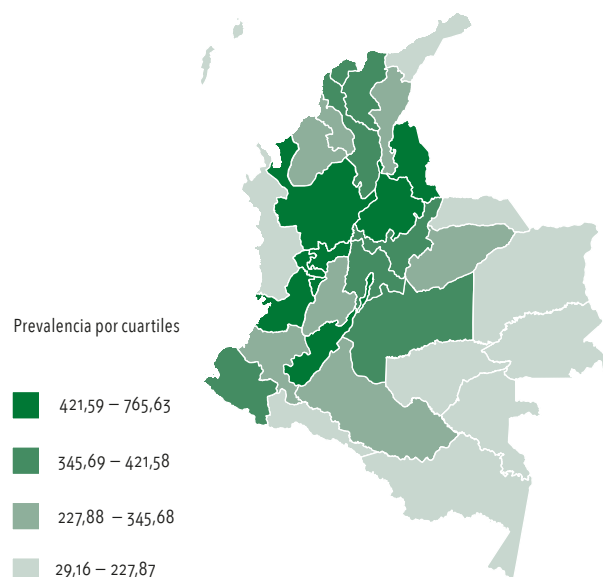 Prevalencia por cuartiles
421,59 – 765,63
345,69 – 421,58
227,88 – 345,68
29,16 – 227,87